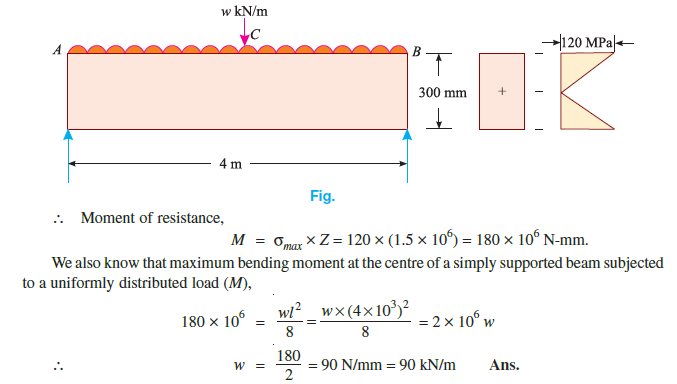 w kN/m
C
A B
120 MPa
300 mm
+
4 m
Fig.
∴ Moment of resistance,
M = σmax × Z = 120 × (1.5 × 10⁶) = 180 × 10⁶ N-mm.
We also know that maximum bending moment at the centre of a simply supported beam subjected
to a uniformly distributed load (M),
180 × 10⁶ = wl²/8 = w×(4×10³)²/8 = 2 × 10⁶ w
∴ w = 180/2 = 90 N/mm = 90 kN/m Ans.